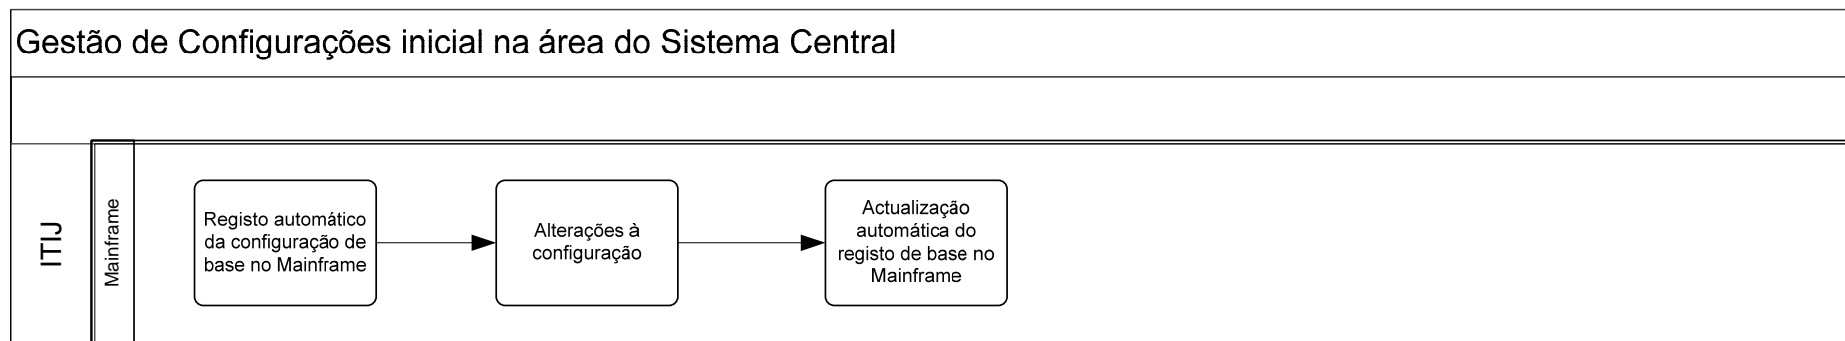 Gestão de Configurações inicial na área do Sistema Central
ITIJ
Mainframe
Registo automático
da configuração de
base no Mainframe
Alterações à
configuração
Actualização
automática do
registo de base no
Mainframe